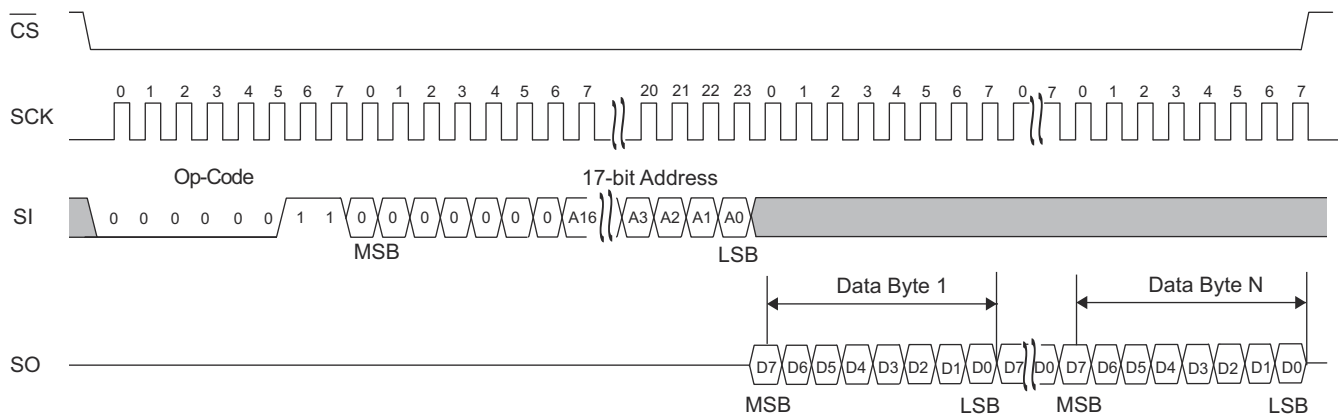 CS
SCK
0 1 2 3 4 5 6 7 0 1 2 3 4 5 6 7 20 21 22 23 0 1 2 3 4 5 6 7 0 7 0 1 2 3 4 5 6 7
Op-Code 17-bit Address
SI 0 0 0 0 0 0 1 1 0 0 0 0 0 0 0 A16 A3 A2 A1 A0
MSB LSB
Data Byte 1 Data Byte N
SO D7 D6 D5 D4 D3 D2 D1 D0 D7 D0 D7 D6 D5 D4 D3 D2 D1 D0
MSB LSB MSB LSB